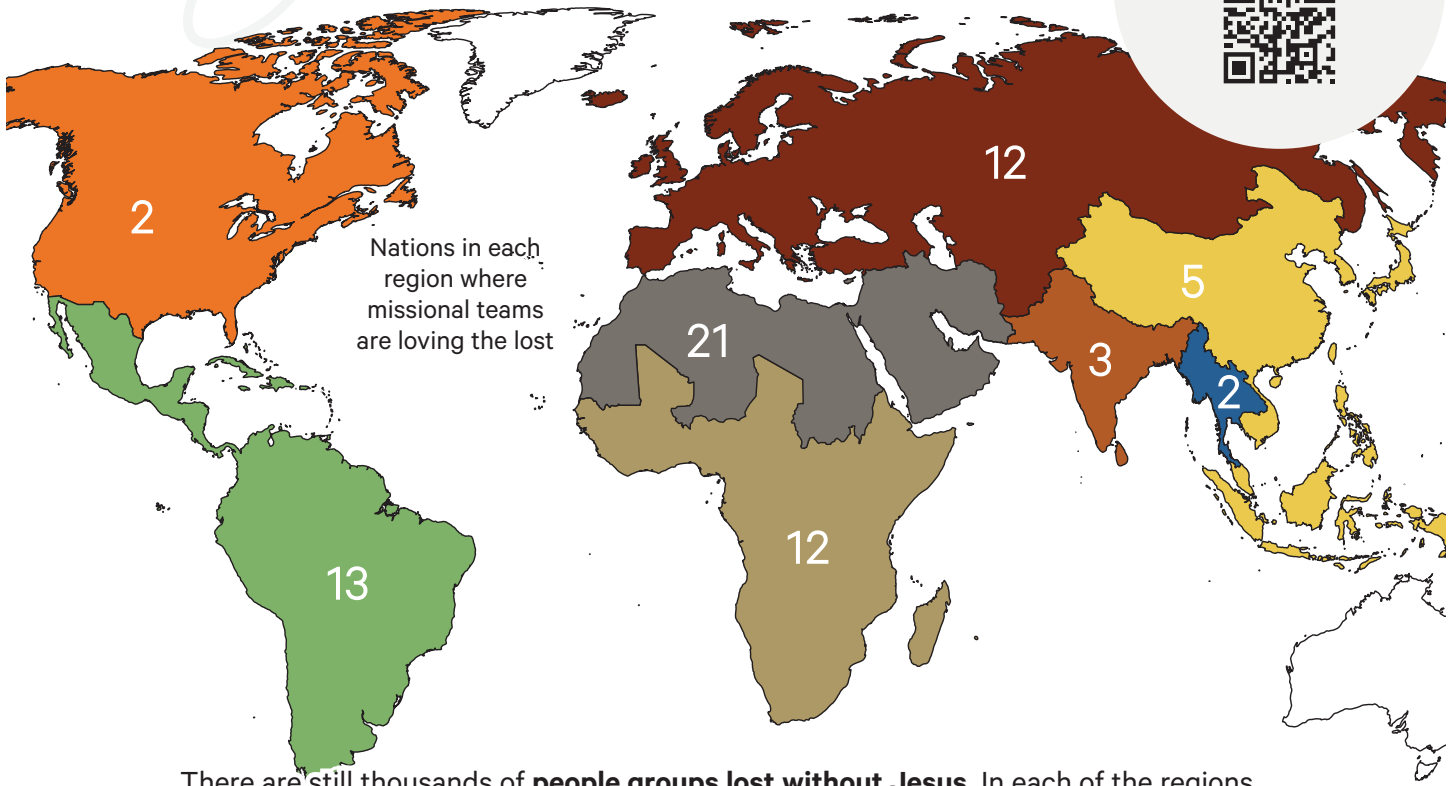 12
2
Nations in each
region where
missional teams
are loving the lost
5
21
3
2
12
13
There are still thousands of people groups lost without Jesus. In each of the regions